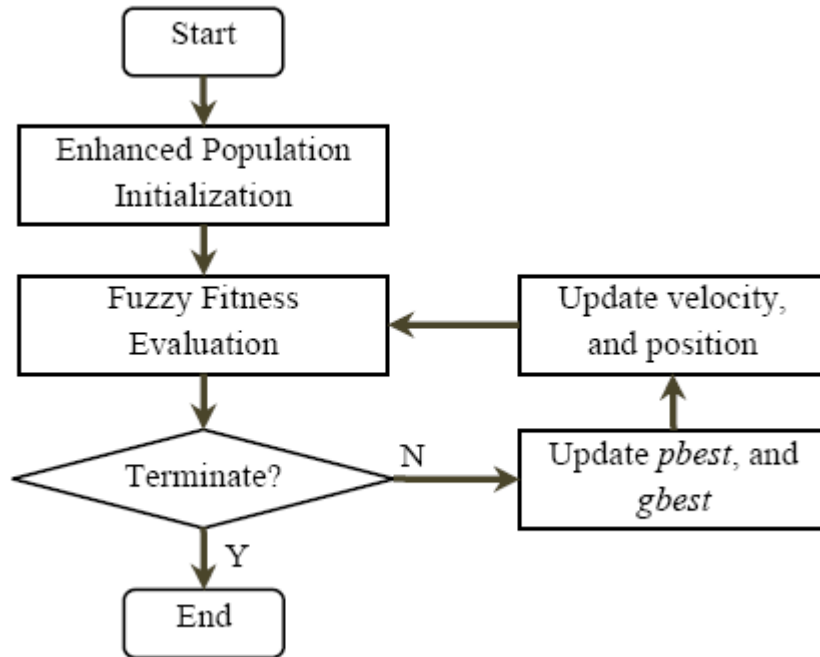 Start
Enhanced Population
Initialization
Fuzzy Fitness
Evaluation
Update velocity,
and position
Terminate?
N
Update pbest, and
gbest
Y
End